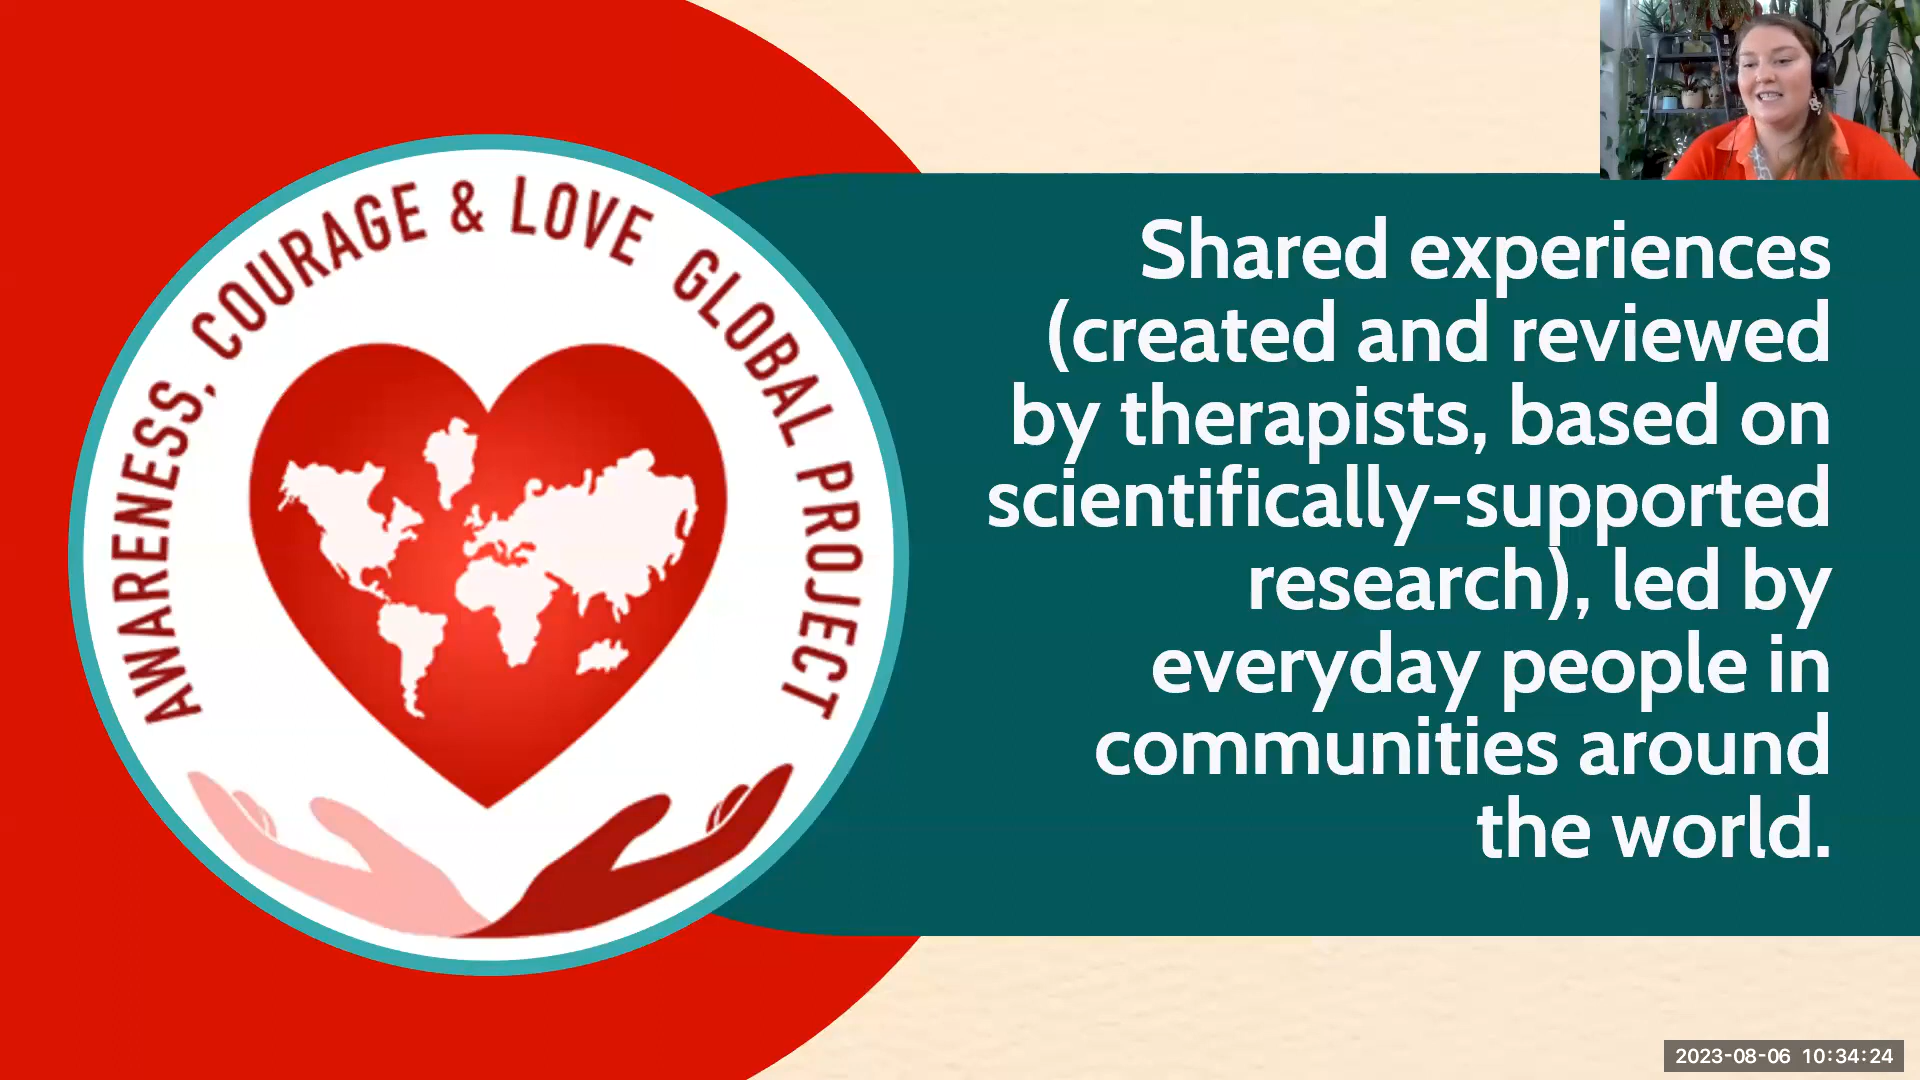 AWARENESS, COURAGE & LOVE GLOBAL PROJECT
Shared experiences
(created and reviewed
by therapists, based on
scientifically-supported
research), led by
everyday people in
communities around
the world.
2023-08-06 10:34:24